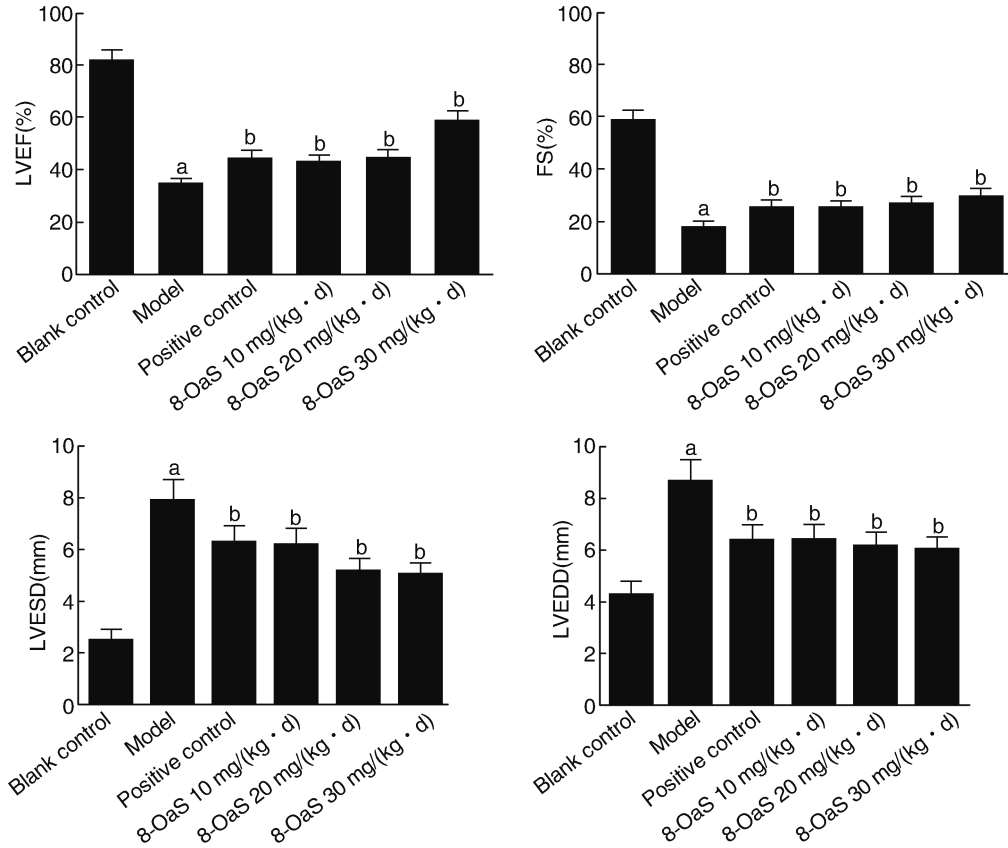 100
80
60
40
20
0
LVEF(%)
a
b
b
b
b
Blank control
Model
Positive control
8-OaS 10 mg/(kg・d)
8-OaS 20 mg/(kg・d)
8-OaS 30 mg/(kg・d)
100
80
60
40
20
0
FS(%)
a
b
b
b
b
Blank control
Model
Positive control
8-OaS 10 mg/(kg・d)
8-OaS 20 mg/(kg・d)
8-OaS 30 mg/(kg・d)
10
8
6
4
2
0
LVESD(mm)
a
b
b
b
b
Blank control
Model
Positive control
8-OaS 10 mg/(kg・d)
8-OaS 20 mg/(kg・d)
8-OaS 30 mg/(kg・d)
10
8
6
4
2
0
LVEDD(mm)
a
b
b
b
b
Blank control
Model
Positive control
8-OaS 10 mg/(kg・d)
8-OaS 20 mg/(kg・d)
8-OaS 30 mg/(kg・d)